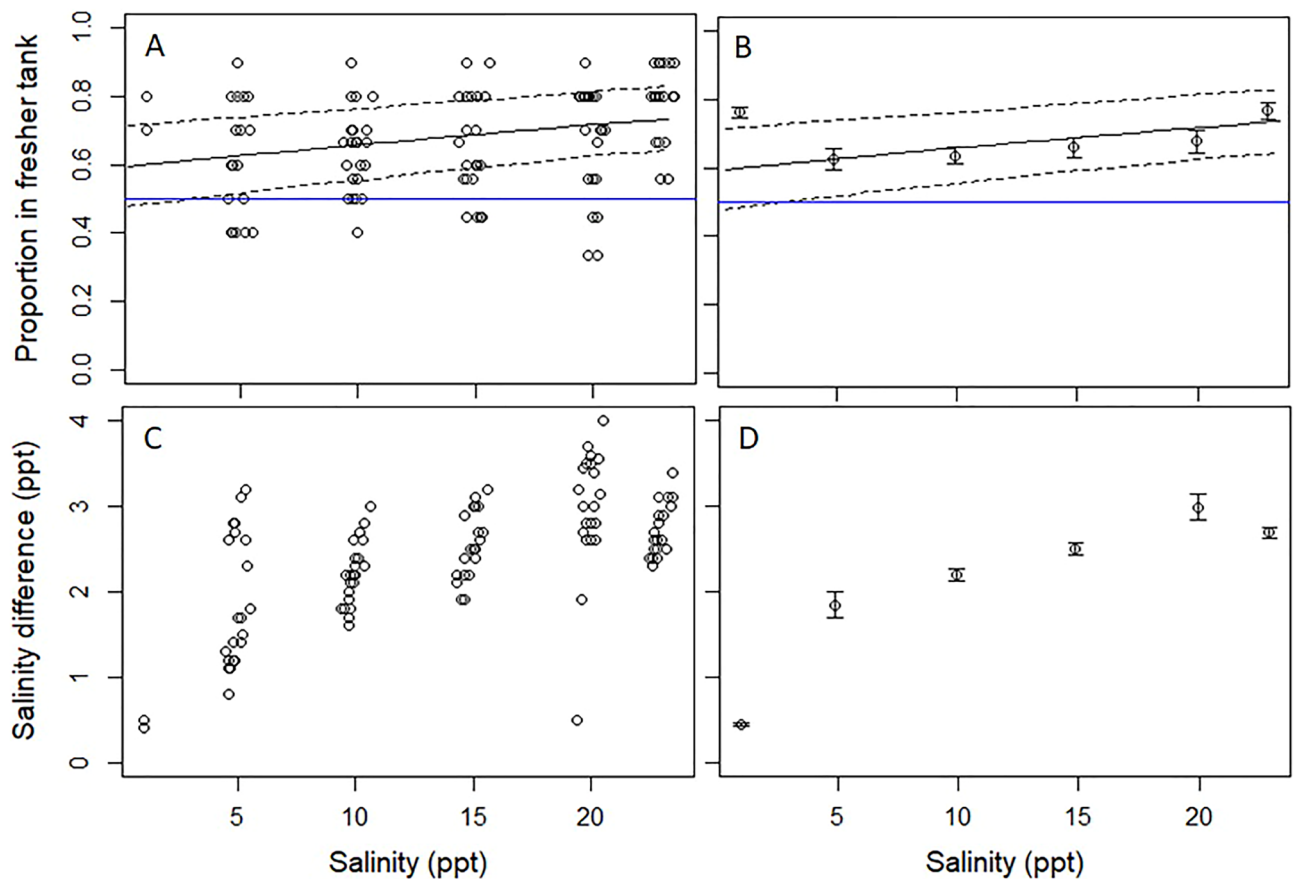 A
B
Proportion in fresher tank
1.0
0.8
0.6
0.4
0.2
0.0
C
D
Salinity difference (ppt)
4
3
2
1
0
5 10 15 20
5 10 15 20
Salinity (ppt)
Salinity (ppt)